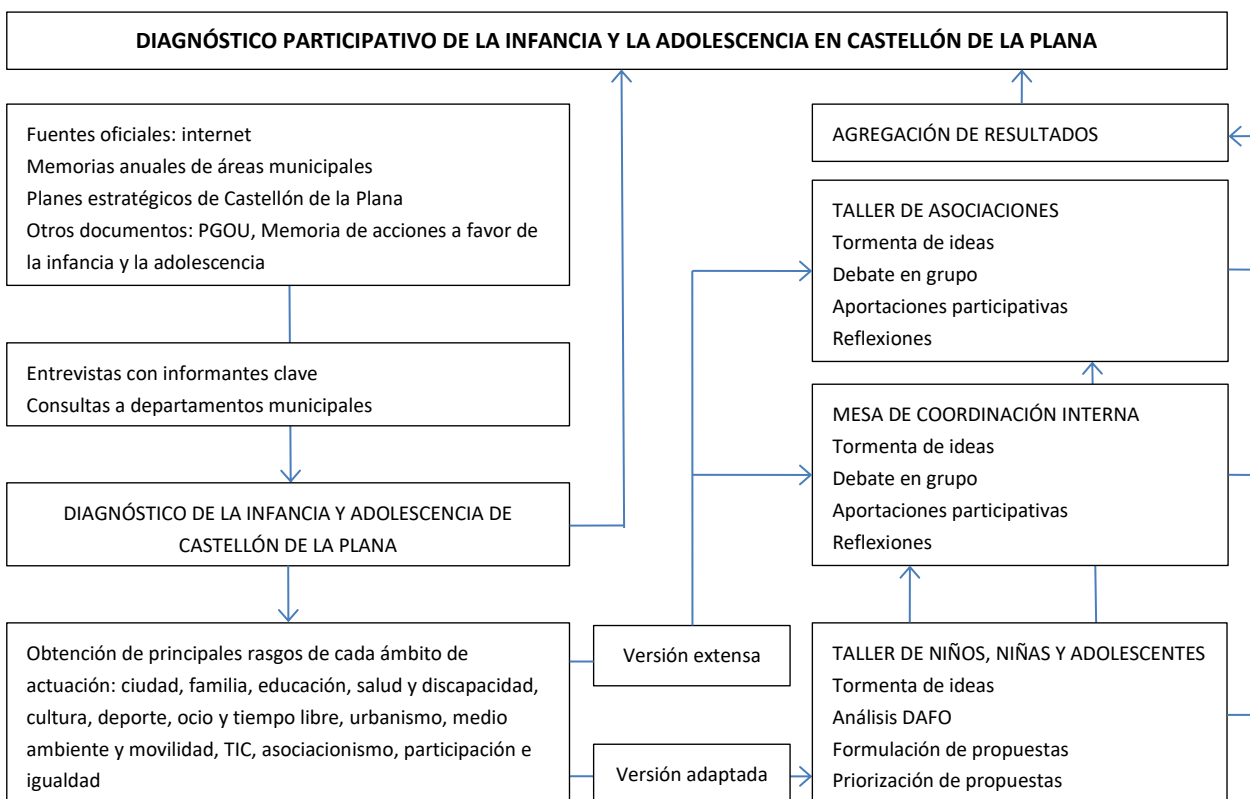 DIAGNÓSTICO PARTICIPATIVO DE LA INFANCIA Y LA ADOLESCENCIA EN CASTELLÓN DE LA PLANA
Fuentes oficiales: internet
Memorias anuales de áreas municipales
Planes estratégicos de Castellón de la Plana
Otros documentos: PGOU, Memoria de acciones a favor de
la infancia y la adolescencia
Entrevistas con informantes clave
Consultas a departamentos municipales
DIAGNÓSTICO DE LA INFANCIA Y ADOLESCENCIA DE
CASTELLÓN DE LA PLANA
Obtención de principales rasgos de cada ámbito de
actuación: ciudad, familia, educación, salud y discapacidad,
cultura, deporte, ocio y tiempo libre, urbanismo, medio
ambiente y movilidad, TIC, asociacionismo, participación e
igualdad
Versión extensa
Versión adaptada
AGREGACIÓN DE RESULTADOS
TALLER DE ASOCIACIONES
Tormenta de ideas
Debate en grupo
Aportaciones participativas
Reflexiones
MESA DE COORDINACIÓN INTERNA
Tormenta de ideas
Debate en grupo
Aportaciones participativas
Reflexiones
TALLER DE NIÑOS, NIÑAS Y ADOLESCENTES
Tormenta de ideas
Análisis DAFO
Formulación de propuestas
Priorización de propuestas